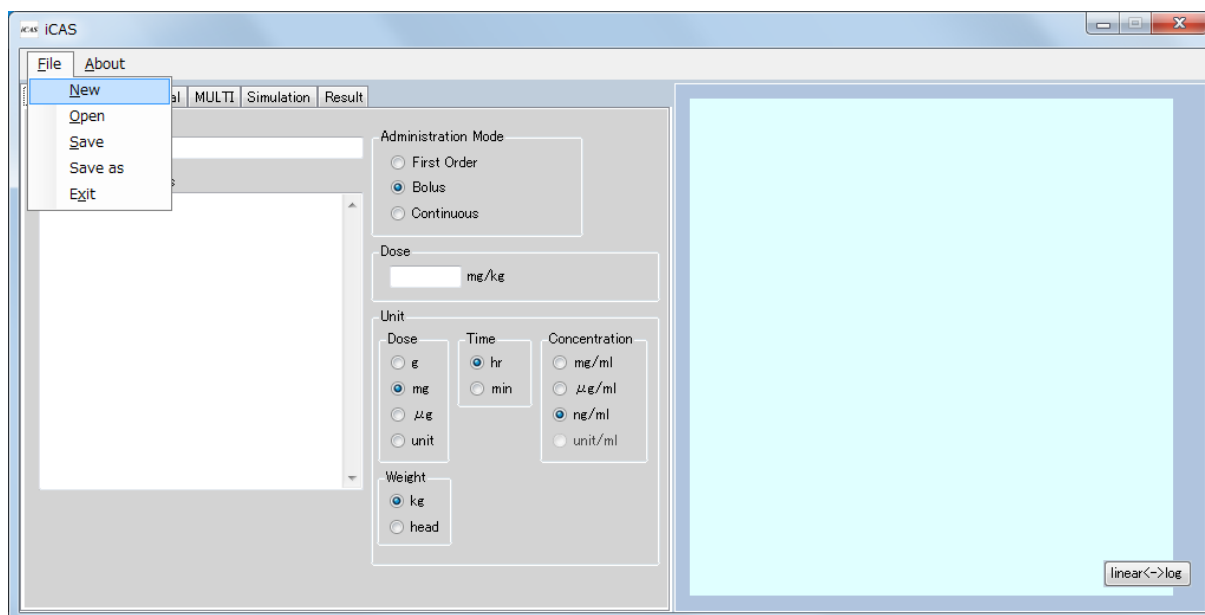 iCAS iCAS
File About
New
Open
Save
Save as
Exit
al MULTI Simulation Result
s
Administration Mode
First Order
Bolus
Continuous
Dose
mg/kg
Unit
Dose
g
mg
μg
unit
Time
hr
min
Concentration
mg/ml
μg/ml
ng/ml
unit/ml
Weight
kg
head
linear<->log